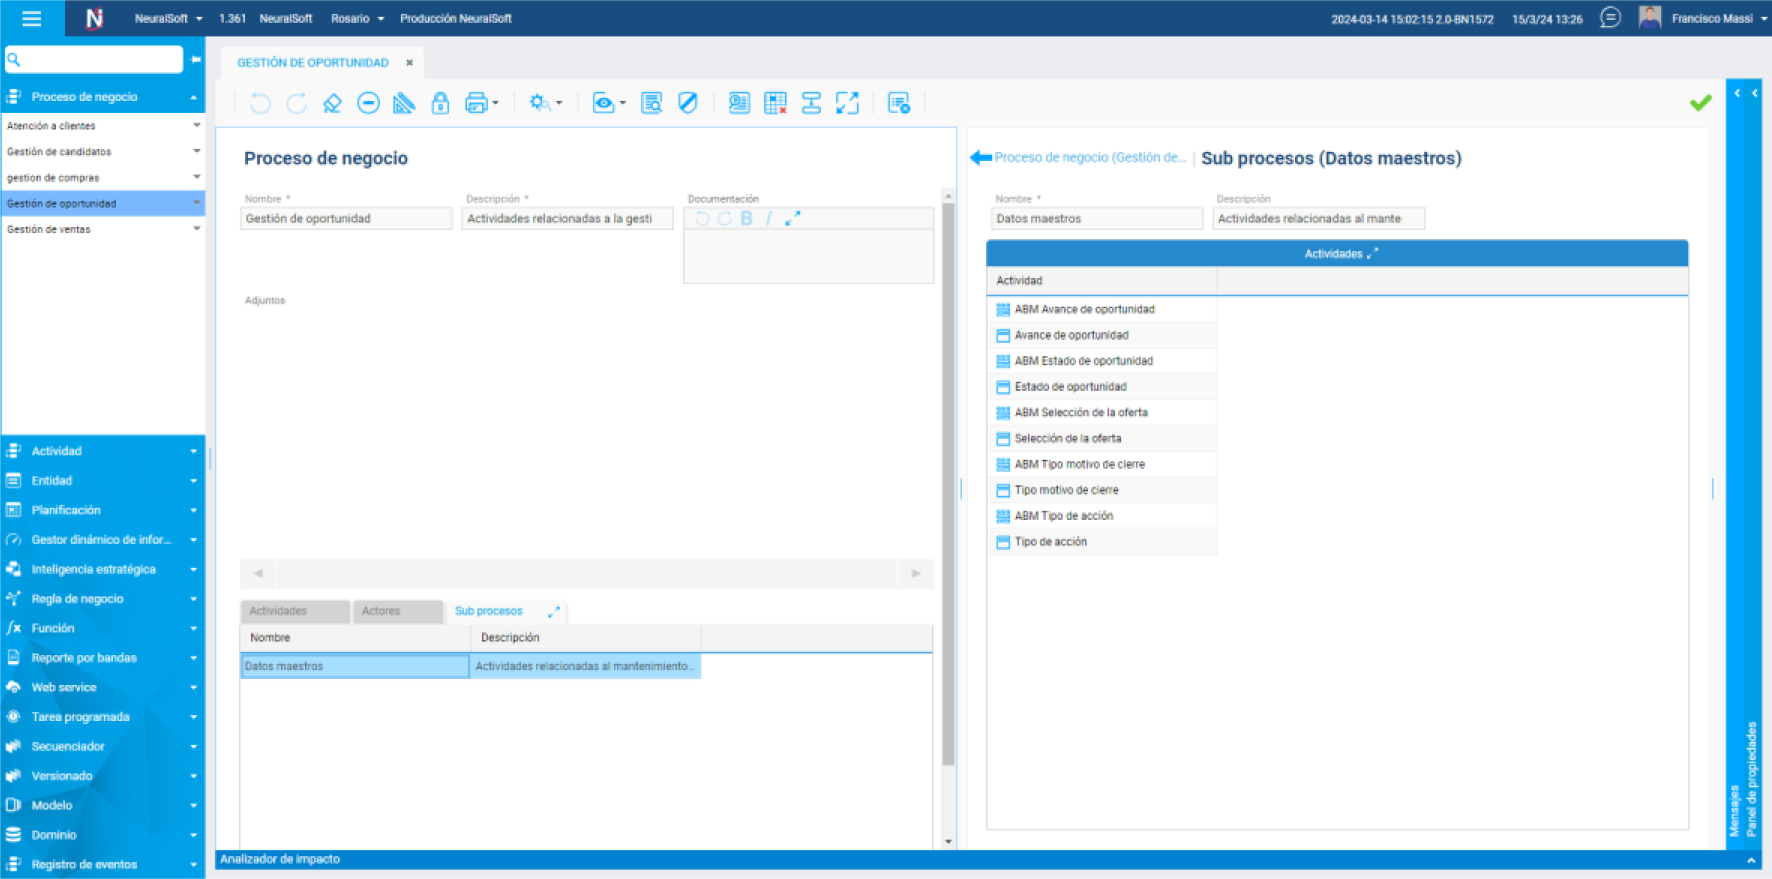 NeuralSoft 1.361 NeuralSoft Rosario Producción NeuralSoft 2024-03-14 15:02:15 2.0-BN1572 15/3/24 13:26 Francisco Massi
Proceso de negocio
Atención a clientes
Gestión de candidatos
gestion de compras
Gestión de oportunidad
Gestión de ventas
Actividad
Entidad
Planificación
Gestor dinámico de infor...
Inteligencia estratégica
Regla de negocio
Función
Reporte por bandas
Web service
Tarea programada
Secuenciador
Versionado
Modelo
Dominio
Registro de eventos
GESTIÓN DE OPORTUNIDAD
Proceso de negocio
Nombre * Descripción * Documentación
Gestión de oportunidad Actividades relacionadas a la gesti
B I
Adjuntos
Actividades Actores Sub procesos
Nombre Descripción
Datos maestros Actividades relacionadas al mantenimiento...
Proceso de negocio (Gestión de... | Sub procesos (Datos maestros)
Nombre * Descripción
Datos maestros Actividades relacionadas al mante
Actividades
Actividad
ABM Avance de oportunidad
Avance de oportunidad
ABM Estado de oportunidad
Estado de oportunidad
ABM Selección de la oferta
Selección de la oferta
ABM Tipo motivo de cierre
Tipo motivo de cierre
ABM Tipo de acción
Tipo de acción
Mensajes
Panel de propiedades
Analizador de impacto